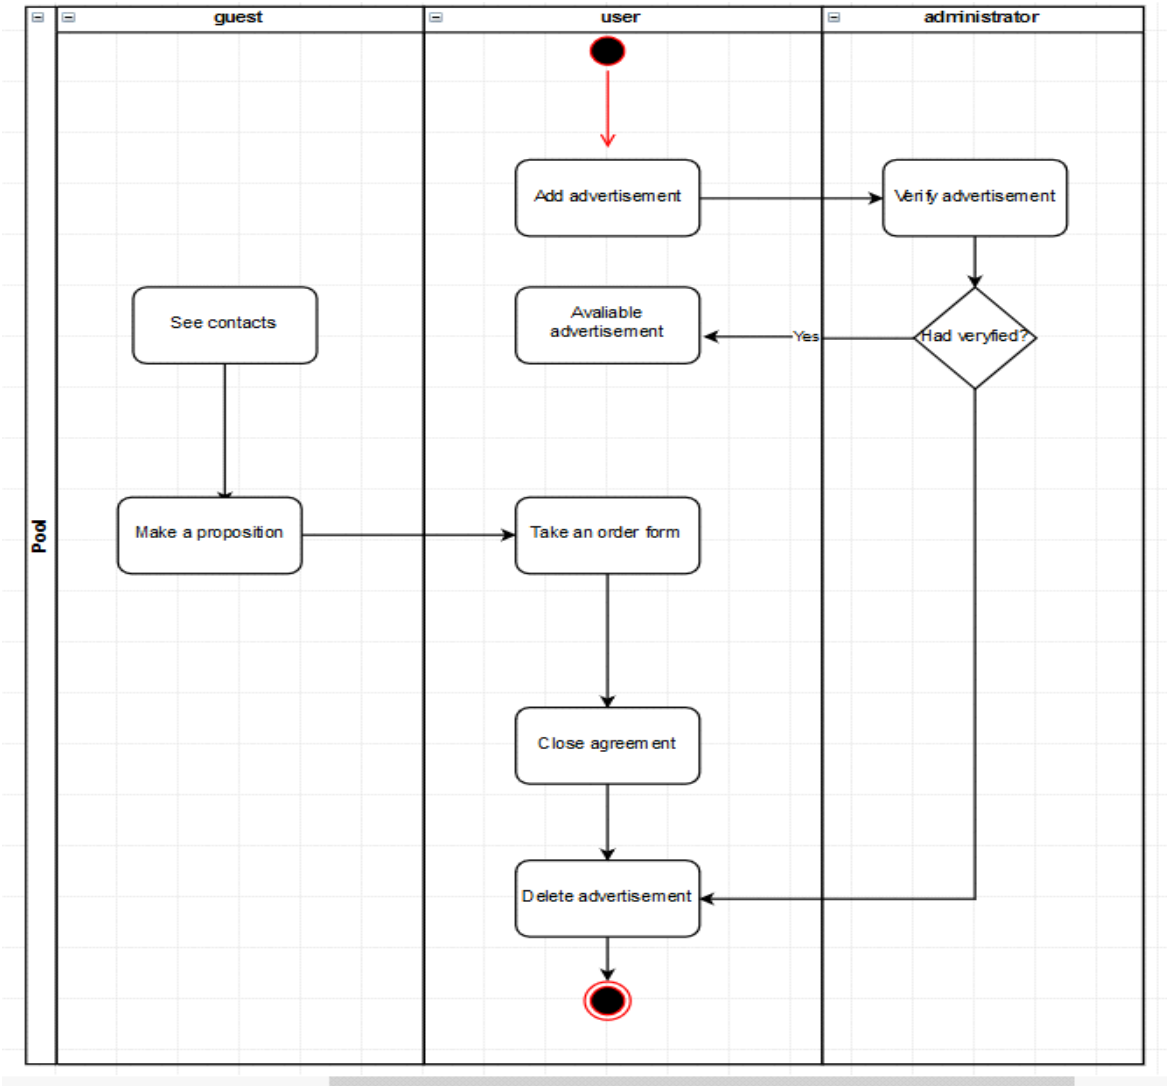 guest
user
administrator
Pool
Add advertisement
Verify advertisement
See contacts
Avaliable
advertisement
Yes
Had veryfied?
Make a proposition
Take an order form
Close agreement
Delete advertisement